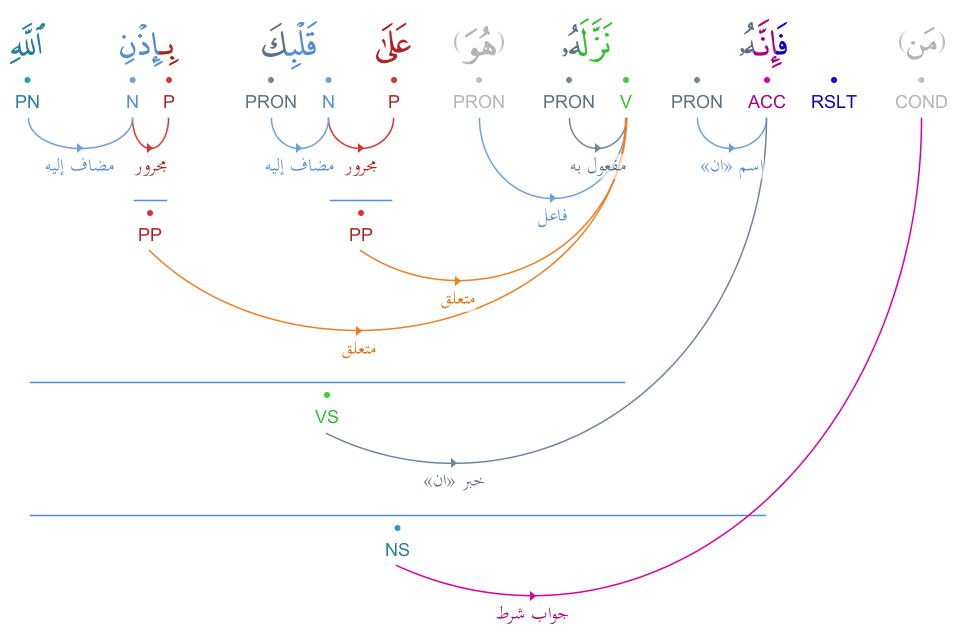 (مَن) فَإِنَّهُۥ نَزَّلَهُۥ (هُوَ) عَلَىٰ قَلْبِكَ بِإِذْنِ ٱللَّهِ
COND RSLT ACC PRON V PRON PRON P N PRON P N PN
اسم «ان» مفعول به مجرور مضاف إليه مجرور مضاف إليه
فاعل
PP PP
متعلق
متعلق
VS
خبر «ان»
NS
جواب شرط